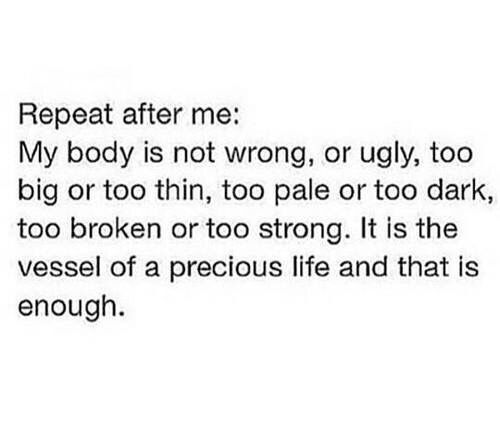 Repeat after me:
My body is not wrong, or ugly, too
big or too thin, too pale or too dark,
too broken or too strong. It is the
vessel of a precious life and that is
enough.